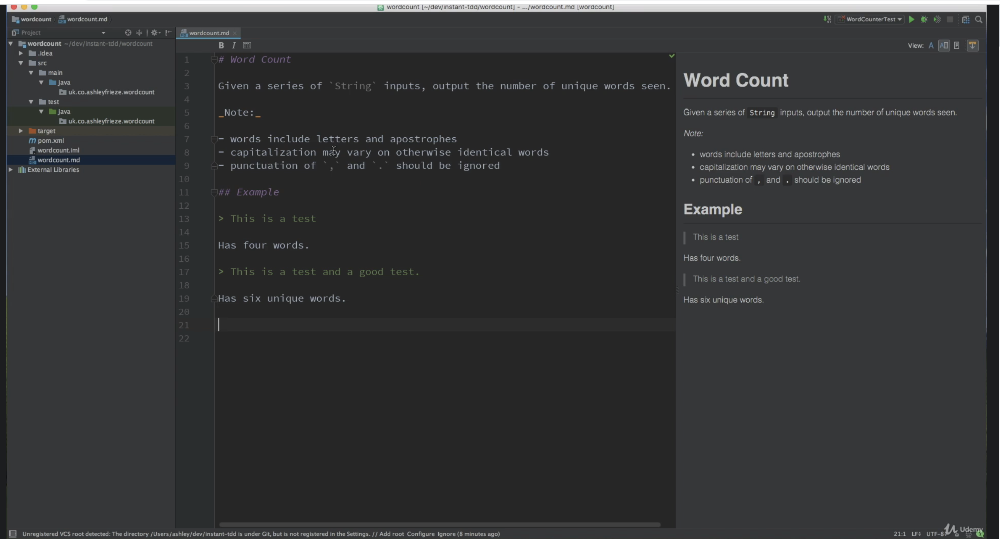 wordcount [~/dev/instant-tdd/wordcount] - .../wordcount.md [wordcount]
wordcount wordcount.md WordCounterTest
Project
wordcount ~/dev/instant-tdd/wordcount
.idea
src
main
java
uk.co.ashleyfrieze.wordcount
test
java
uk.co.ashleyfrieze.wordcount
target
pom.xml
wordcount.iml
wordcount.md
External Libraries
wordcount.md
B I m View: A
1 # Word Count
2
3 Given a series of `String` inputs, output the number of unique words seen.
4
5 _Note:_
6
7 - words include letters and apostrophes
8 - capitalization may vary on otherwise identical words
9 - punctuation of `,` and `.` should be ignored
10
11 ## Example
12
13 > This is a test
14
15 Has four words.
16
17 > This is a test and a good test.
18
19 Has six unique words.
20
21
22
Word Count
Given a series of String inputs, output the number of unique words seen.
Note:
• words include letters and apostrophes
• capitalization may vary on otherwise identical words
• punctuation of , and . should be ignored
Example
This is a test
Has four words.
This is a test and a good test.
Has six unique words.
Unregistered VCS root detected: The directory /Users/ashley/dev/instant-tdd is under Git, but is not registered in the Settings. // Add root Configure Ignore (8 minutes ago)
21:1 LF UTF-8
Udemy